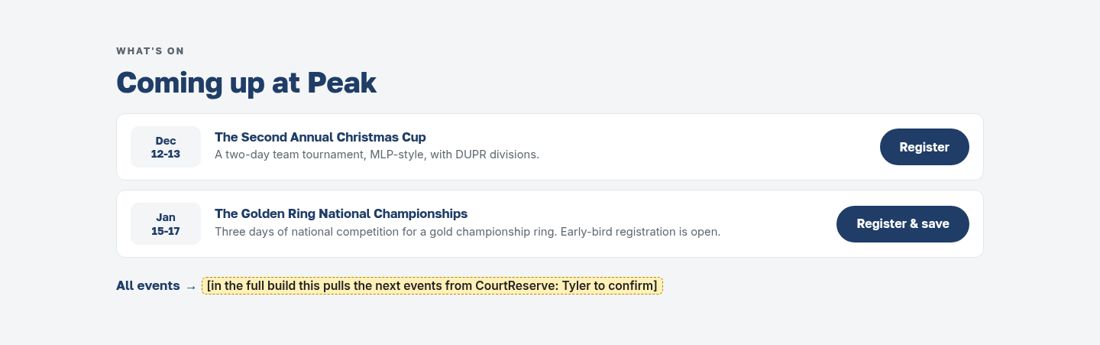 WHAT'S ON
Coming up at Peak
Dec
12-13
The Second Annual Christmas Cup
A two-day team tournament, MLP-style, with DUPR divisions.
Register
Jan
15-17
The Golden Ring National Championships
Three days of national competition for a gold championship ring. Early-bird registration is open.
Register & save
All events → [in the full build this pulls the next events from CourtReserve: Tyler to confirm]